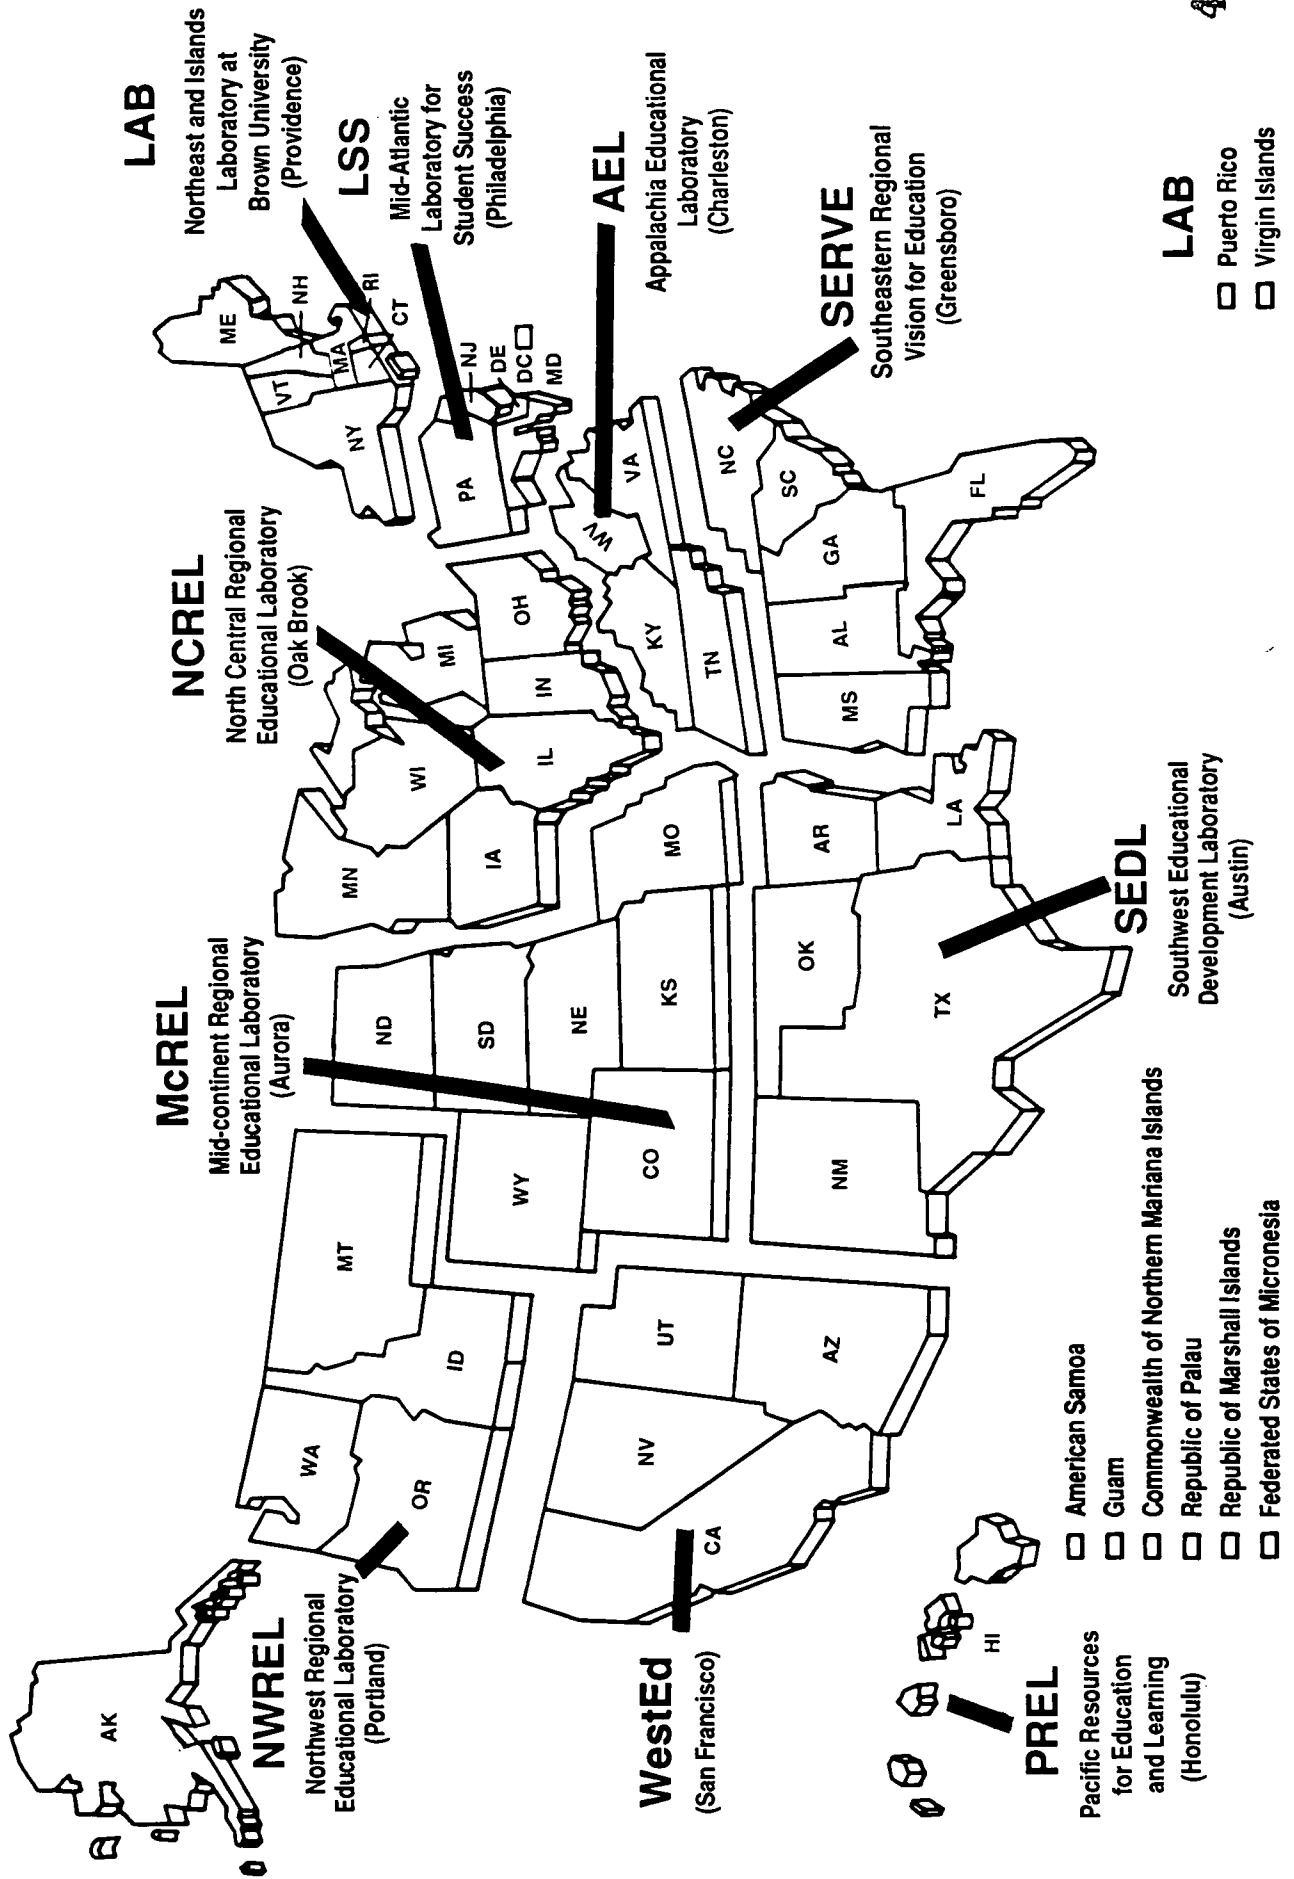 NWREL
Northwest Regional
Educational Laboratory
(Portland)
McREL
Mid-continent Regional
Educational Laboratory
(Aurora)
NCREL
North Central Regional
Educational Laboratory
(Oak Brook)
LAB
Northeast and Islands
Laboratory at
Brown University
(Providence)
LSS
Mid-Atlantic
Laboratory for
Student Success
(Philadelphia)
AEL
Appalachia Educational
Laboratory
(Charleston)
SERVE
Southeastern Regional
Vision for Education
(Greensboro)
SEDL
Southwest Educational
Development Laboratory
(Austin)
WestEd
(San Francisco)
PREL
Pacific Resources
for Education
and Learning
(Honolulu)
AK
WA
OR
ID
MT
WY
ND
SD
NE
KS
CO
MO
MN
IA
WI
IL
MI
IN
OH
ME
VT
NH
MA
RI
CT
NY
PA
NJ
DE
DC
MD
WV
VA
KY
TN
NC
SC
GA
AL
MS
FL
AR
LA
OK
TX
NM
UT
AZ
NV
CA
HI
☐ American Samoa
☐ Guam
☐ Commonwealth of Northern Mariana Islands
☐ Republic of Palau
☐ Republic of Marshall Islands
☐ Federated States of Micronesia
LAB
☐ Puerto Rico
☐ Virgin Islands